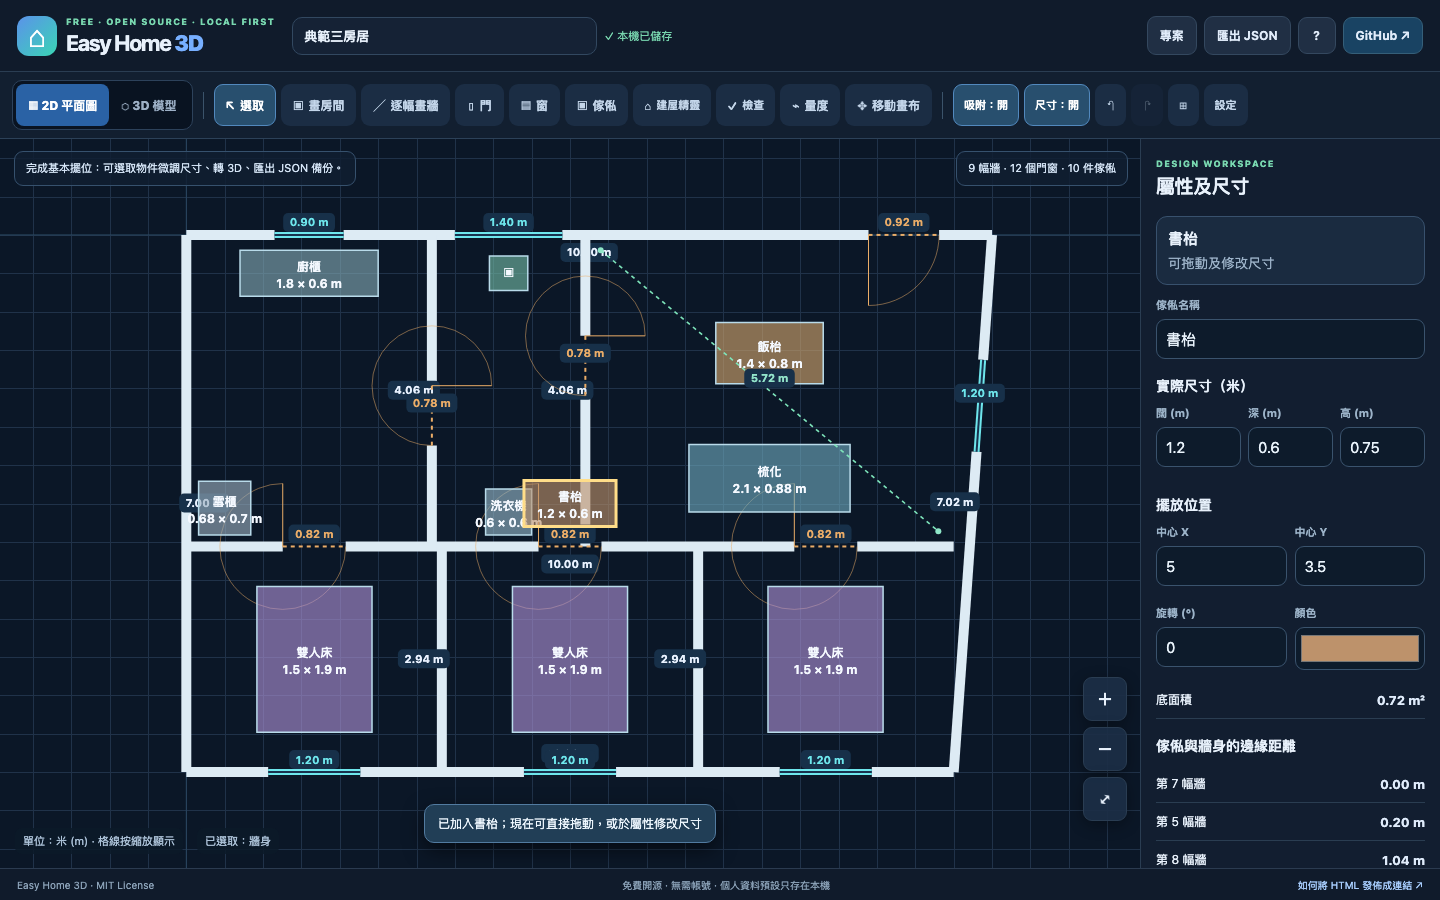 FREE · OPEN SOURCE · LOCAL FIRST
Easy Home 3D
典範三房居
✓ 本機已儲存
專案
匯出 JSON
?
GitHub ↗
2D 平面圖
3D 模型
選取
畫房間
逐幅畫牆
門
窗
傢俬
建屋精靈
檢查
量度
移動畫布
吸附：開
尺寸：開
設定
完成基本擺位：可選取物件微調尺寸、轉 3D、匯出 JSON 備份。
9 幅牆 · 12 個門窗 · 10 件傢俬
0.90 m
1.40 m
0.92 m
廚櫃
1.8 × 0.6 m
飯枱
1.4 × 0.8 m
5.72 m
0.78 m
4.06 m
0.78 m
4.06 m
1.20 m
梳化
2.1 × 0.88 m
7.00
雪櫃
0.68 × 0.7 m
洗衣機
書枱
1.2 × 0.6 m
7.02 m
0.82 m
0.82 m
0.82 m
10.00 m
雙人床
1.5 × 1.9 m
2.94 m
雙人床
1.5 × 1.9 m
2.94 m
雙人床
1.5 × 1.9 m
1.20 m
1.20 m
1.20 m
已加入書枱；現在可直接拖動，或於屬性修改尺寸
單位：米 (m) · 格線按縮放顯示
已選取：牆身
+
−
DESIGN WORKSPACE
屬性及尺寸
書枱
可拖動及修改尺寸
傢俬名稱
書枱
實際尺寸（米）
闊 (m)
深 (m)
高 (m)
1.2
0.6
0.75
擺放位置
中心 X
中心 Y
5
3.5
旋轉 (°)
顏色
0
底面積
0.72 m²
傢俬與牆身的邊緣距離
第 7 幅牆
0.00 m
第 5 幅牆
0.20 m
第 8 幅牆
1.04 m
Easy Home 3D · MIT License
免費開源 · 無需帳號 · 個人資料預設只存在本機
如何將 HTML 發佈成連結 ↗